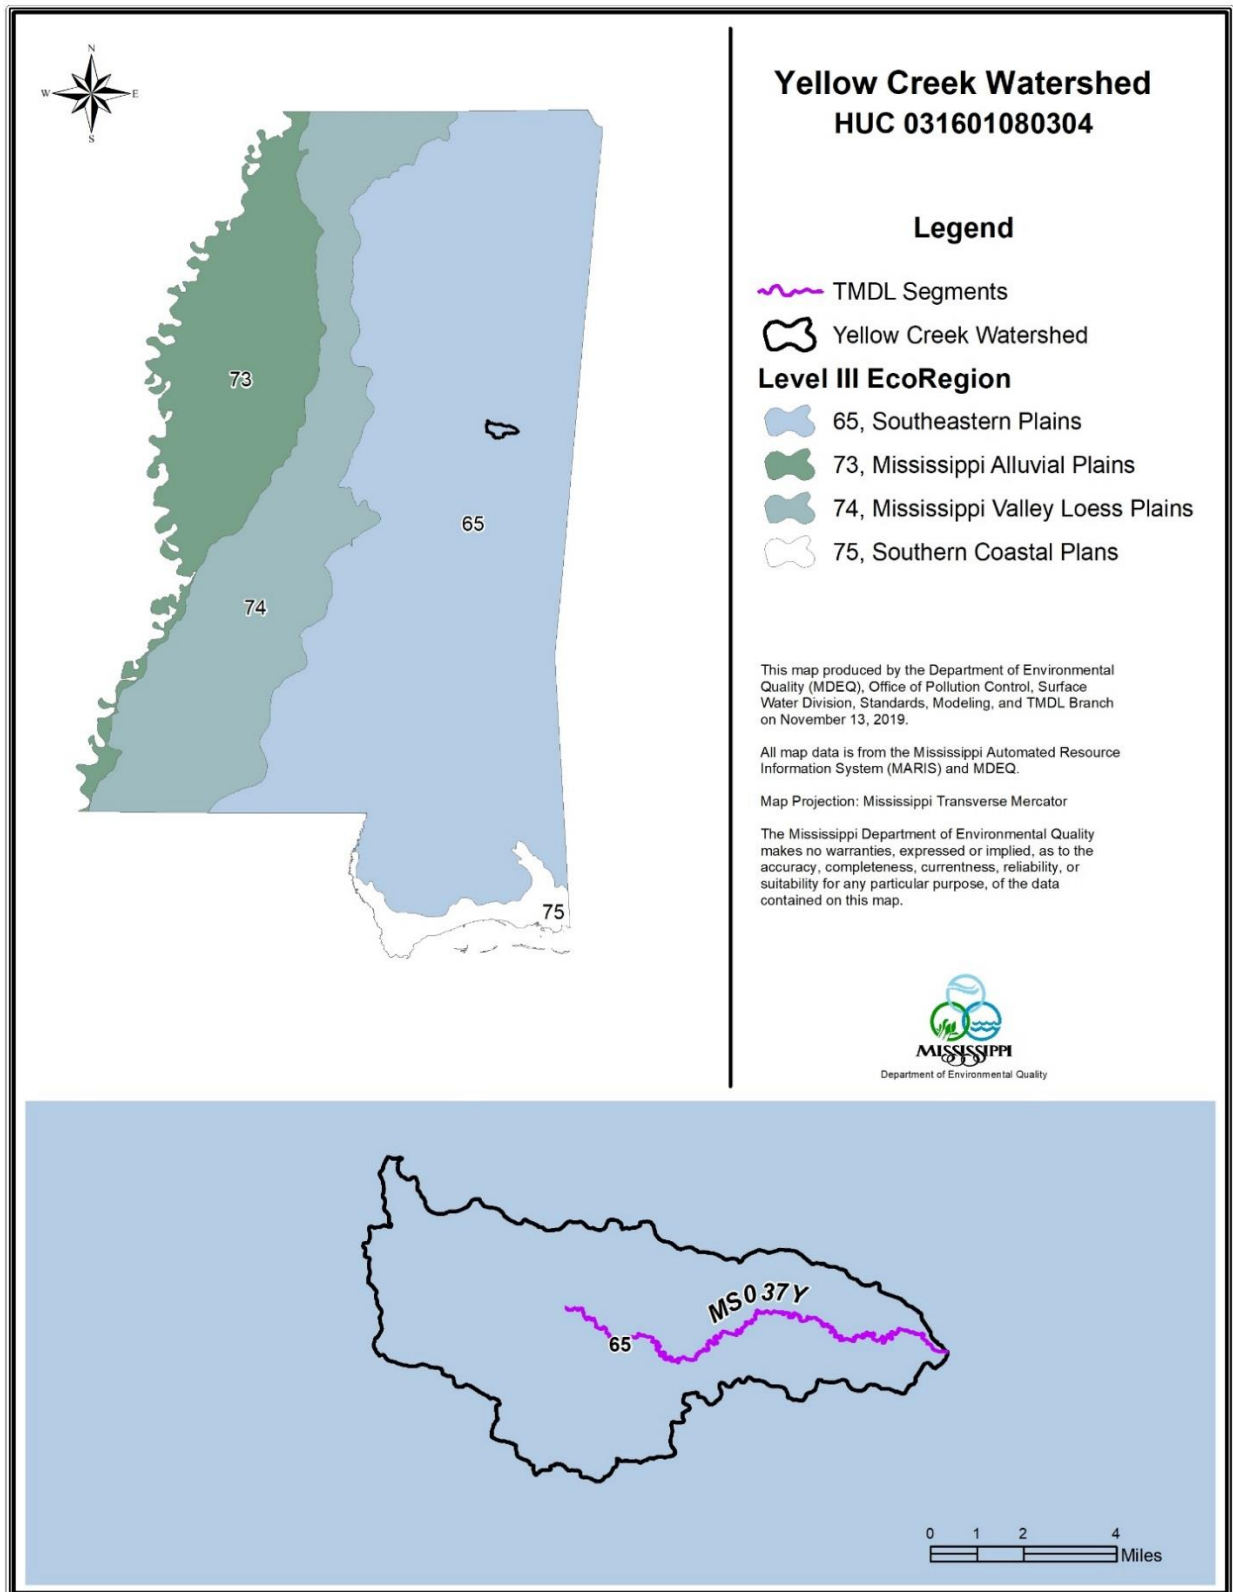 N
W
E
S
Yellow Creek Watershed
HUC 031601080304
Legend
TMDL Segments
Yellow Creek Watershed
Level III EcoRegion
65, Southeastern Plains
73, Mississippi Alluvial Plains
74, Mississippi Valley Loess Plains
75, Southern Coastal Plans
73
65
74
75
This map produced by the Department of Environmental
Quality (MDEQ), Office of Pollution Control, Surface
Water Division, Standards, Modeling, and TMDL Branch
on November 13, 2019.
All map data is from the Mississippi Automated Resource
Information System (MARIS) and MDEQ.
Map Projection: Mississippi Transverse Mercator
The Mississippi Department of Environmental Quality
makes no warranties, expressed or implied, as to the
accuracy, completeness, currentness, reliability, or
suitability for any particular purpose, of the data
contained on this map.
MISSISSIPPI
Department of Environmental Quality
MS037Y
65
0 1 2 4
Miles